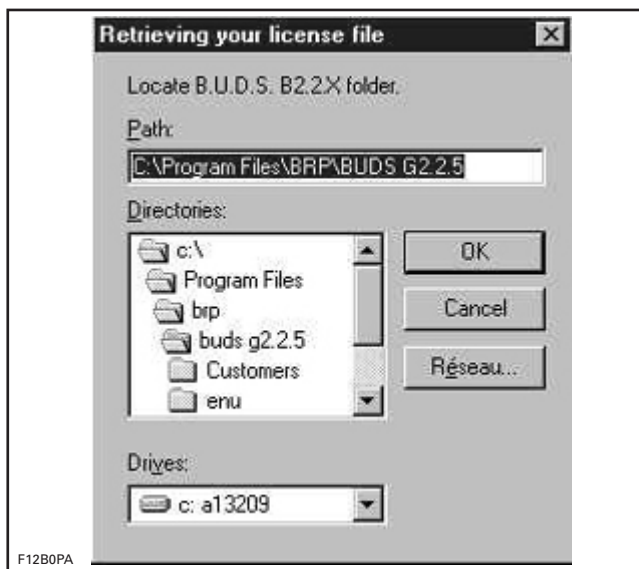 Retrieving your license file
Locate B.U.D.S. B2.2X folder.
Path:
C:\Program Files\BRP\BUDS G2.2.5
Directories:
c:\
Program Files
brp
buds g2.2.5
Customers
enu
OK
Cancel
Réseau...
Drives:
c: a13209
F12B0PA